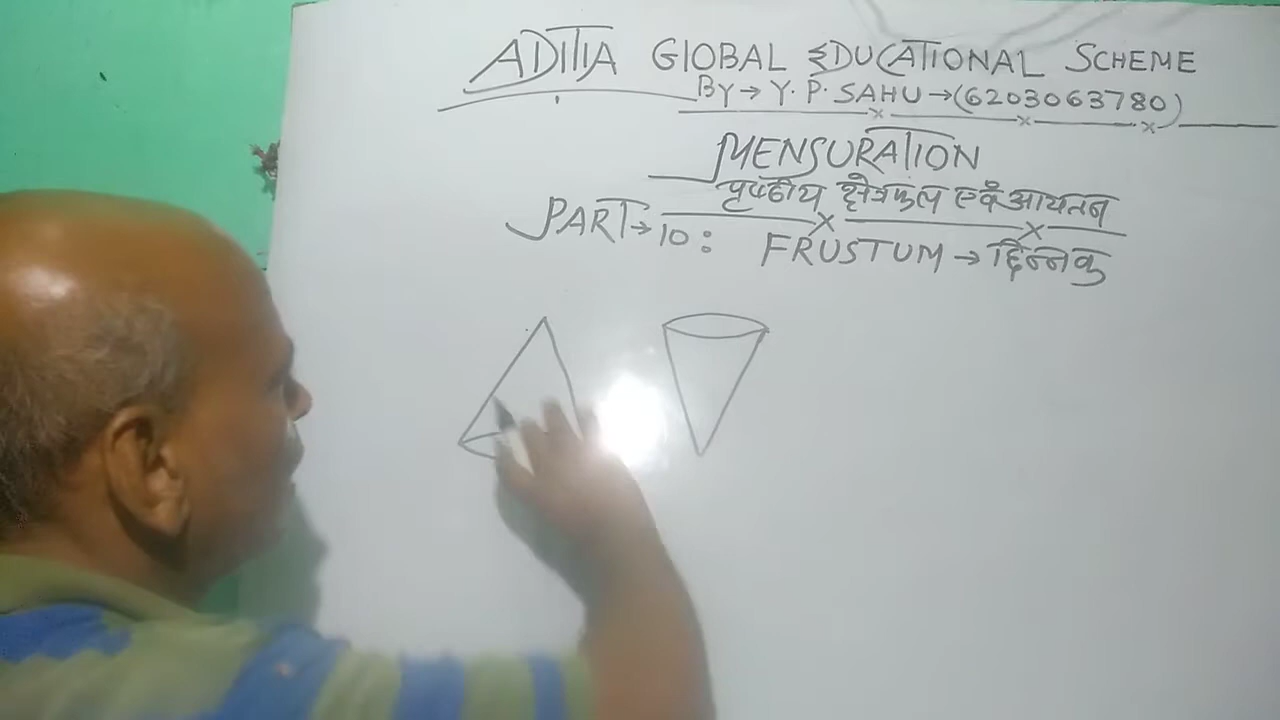 ADITIA GLOBAL EDUCATIONAL SCHEME
BY → Y. P. SAHU → (6203063780)
MENSURATION
पृष्ठीय क्षेत्रफल एवं आयतन
PART → 10 : FRUSTUM → छिन्नक